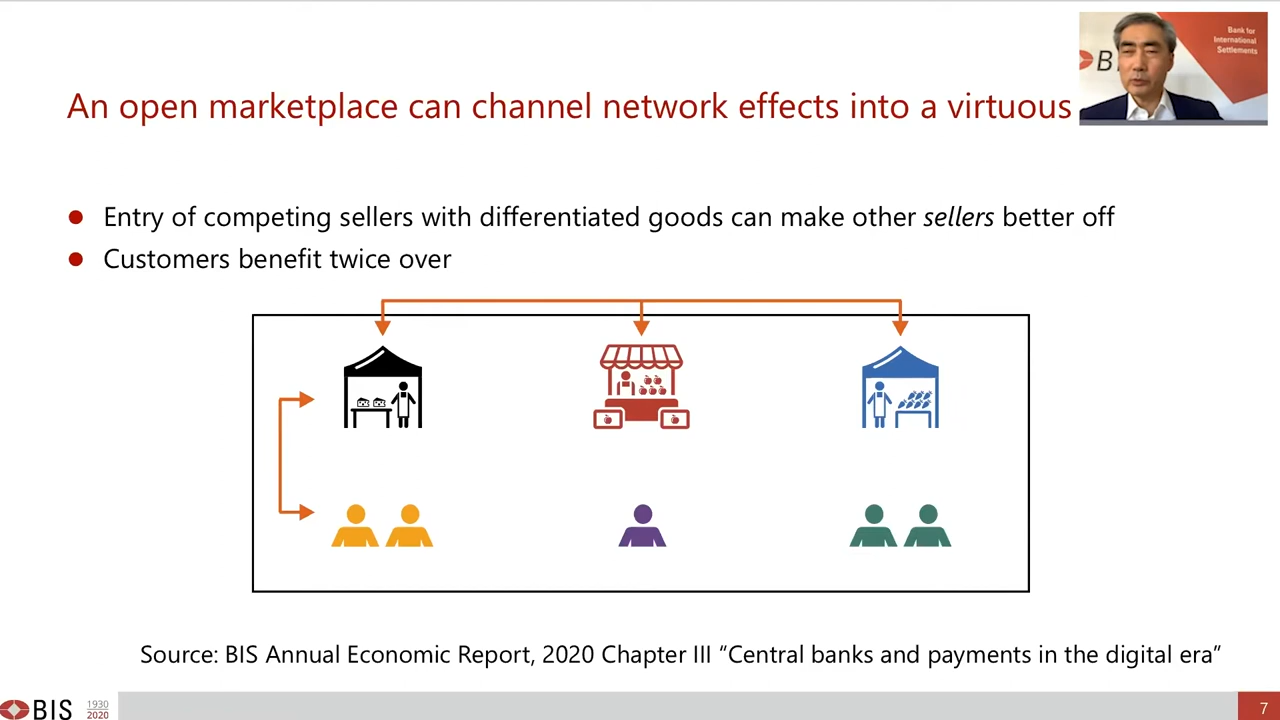 Bank for
International
Settlements
B
An open marketplace can channel network effects into a virtuous
Entry of competing sellers with differentiated goods can make other sellers better off
Customers benefit twice over
Source: BIS Annual Economic Report, 2020 Chapter III “Central banks and payments in the digital era”
BIS
1930
2020
7